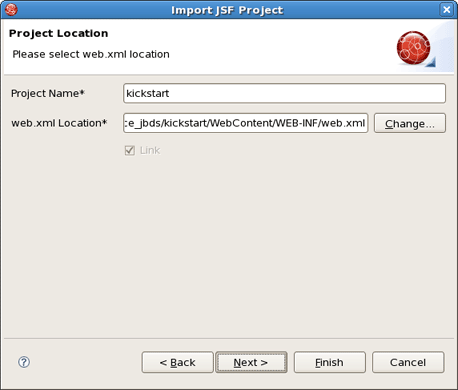 Import JSF Project
Project Location
Please select web.xml location
Project Name* kickstart
web.xml Location* ce_jbds/kickstart/WebContent/WEB-INF/web.xml Change...
Link
? < Back Next > Finish Cancel